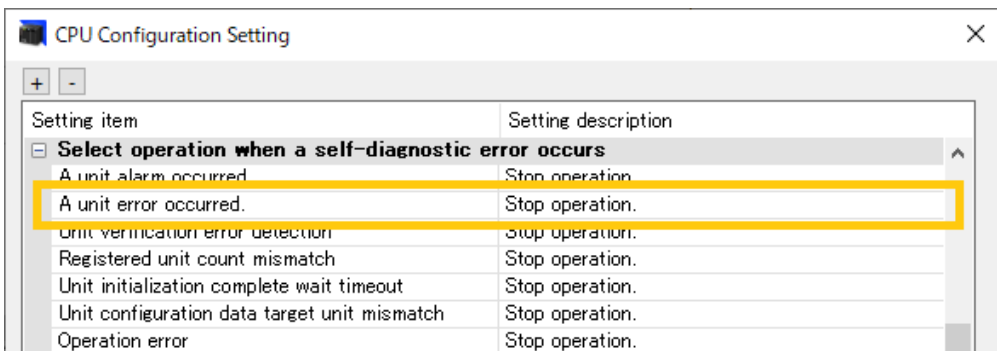 CPU Configuration Setting
+ -
Setting item Setting description
Select operation when a self-diagnostic error occurs
A unit alarm occurred Stop operation.
A unit error occurred. Stop operation.
Unit verification error detection Stop operation.
Registered unit count mismatch Stop operation.
Unit initialization complete wait timeout Stop operation.
Unit configuration data target unit mismatch Stop operation.
Operation error Stop operation.